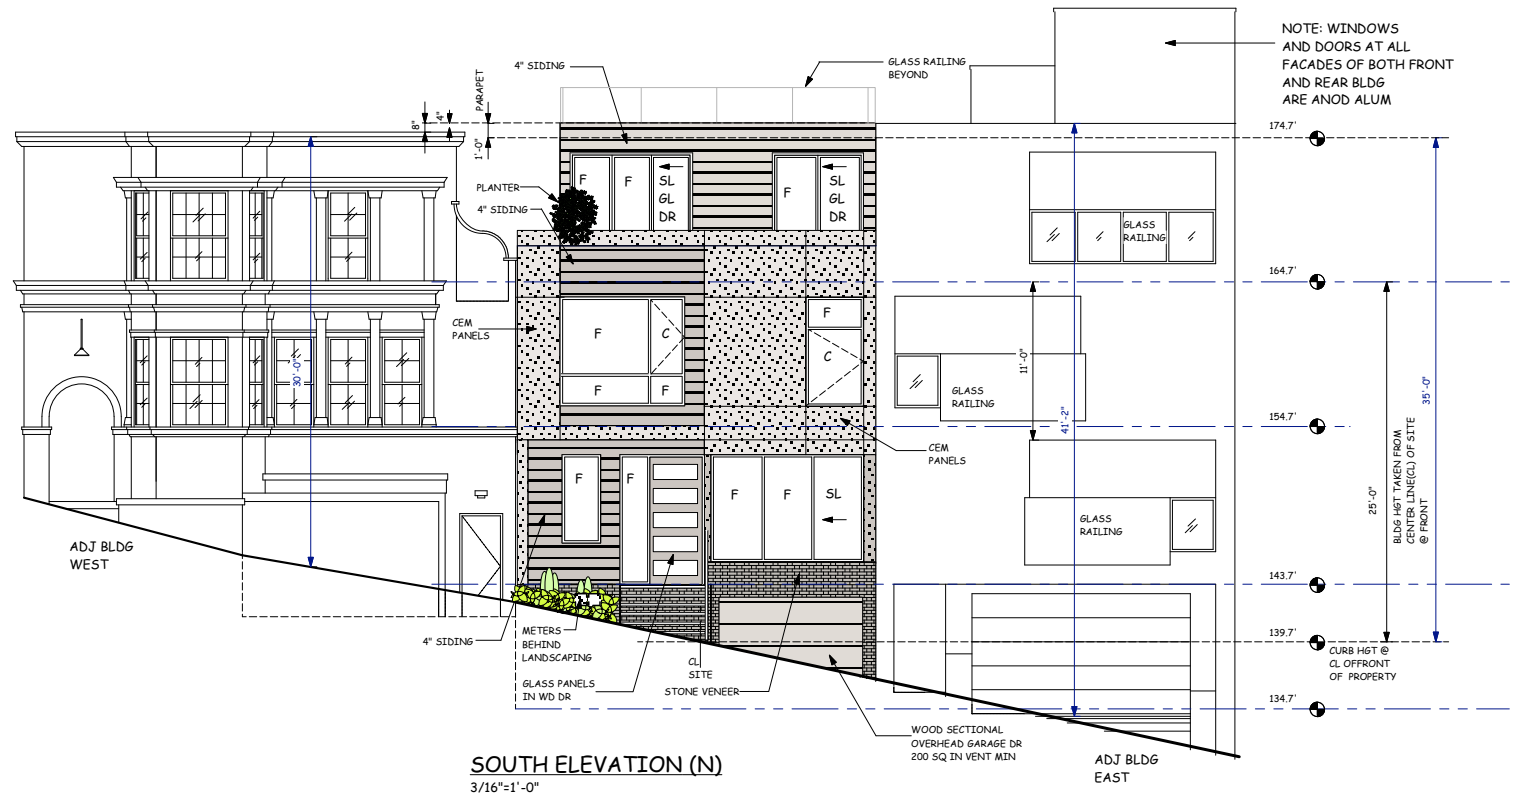 NOTE: WINDOWS
AND DOORS AT ALL
FACADES OF BOTH FRONT
AND REAR BLDG
ARE ANOD ALUM
GLASS RAILING
BEYOND
4" SIDING
PARAPET
8"
4"
1'-0"
174.7'
PLANTER
4" SIDING
F
F
SL
GL
DR
F
SL
GL
DR
GLASS
RAILING
164.7'
CEM
PANELS
F
C
F
F
F
C
30'-0"
11'-0"
GLASS
RAILING
41'-2"
35'-0"
154.7'
CEM
PANELS
F
F
F
F
SL
25'-0"
BLDG HGT TAKEN FROM
CENTER LINE(CL) OF SITE
@ FRONT
GLASS
RAILING
ADJ BLDG
WEST
143.7'
139.7'
CURB HGT @
CL OFFRONT
OF PROPERTY
4" SIDING
METERS
BEHIND
LANDSCAPING
CL
SITE
GLASS PANELS
IN WD DR
STONE VENEER
134.7'
WOOD SECTIONAL
OVERHEAD GARAGE DR
200 SQ IN VENT MIN
ADJ BLDG
EAST
SOUTH ELEVATION (N)
3/16"=1'-0"